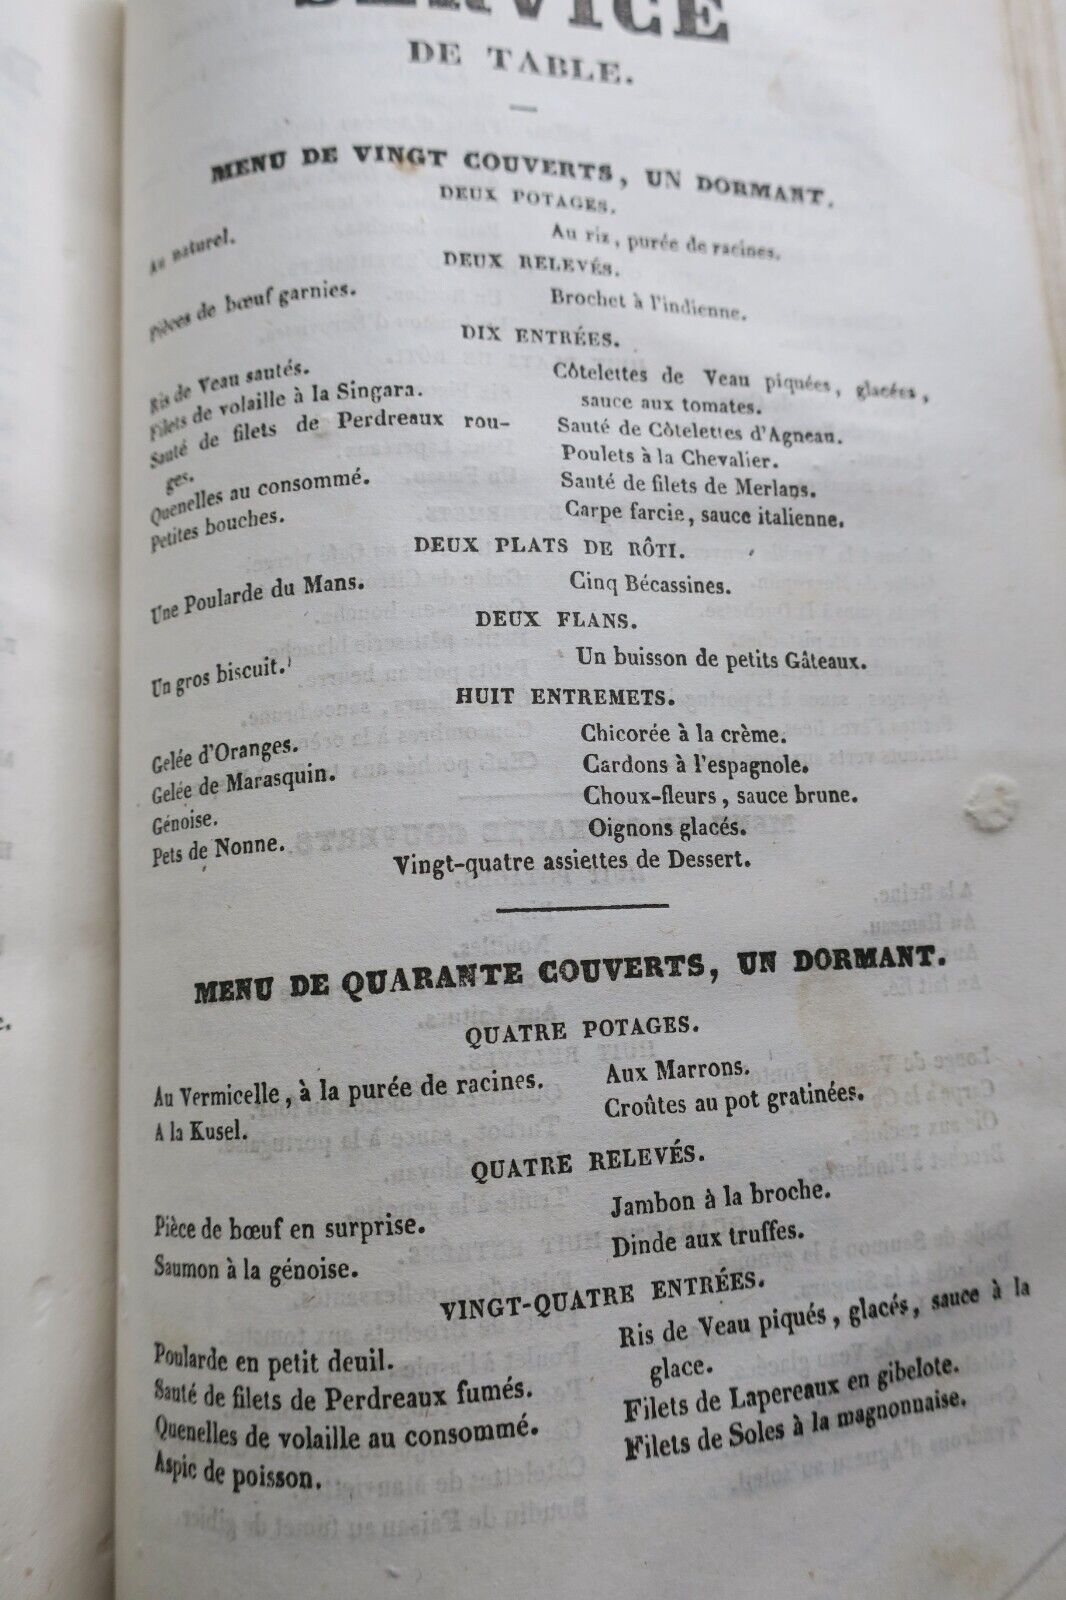 SERVICE
DE TABLE.
MENU DE VINGT COUVERTS, UN DORMANT.
DEUX POTAGES.
Au naturel.
Au riz, purée de racines.
DEUX RELEVÉS.
Pièces de bœuf garnies.
Brochet à l'indienne.
DIX ENTRÉES.
Ris de Veau sautés.
Filets de volaille à la Singara.
Sauté de filets de Perdreaux rou-
ges.
Quenelles au consommé.
Petites bouches.
Côtelettes de Veau piquées, glacées,
sauce aux tomates.
Sauté de Côtelettes d'Agneau.
Poulets à la Chevalier.
Sauté de filets de Merlans.
Carpe farcie, sauce italienne.
DEUX PLATS DE RÔTI.
Une Poularde du Mans.
Cinq Bécassines.
DEUX FLANS.
Un gros biscuit.
Un buisson de petits Gâteaux.
HUIT ENTREMETS.
Gelée d'Oranges.
Gelée de Marasquin.
Génoise.
Pets de Nonne.
Chicorée à la crème.
Cardons à l'espagnole.
Choux-fleurs, sauce brune.
Oignons glacés.
Vingt-quatre assiettes de Dessert.
MENU DE QUARANTE COUVERTS, UN DORMANT.
QUATRE POTAGES.
Au Vermicelle, à la purée de racines.
A la Kusel.
Aux Marrons.
Croûtes au pot gratinées.
QUATRE RELEVÉS.
Pièce de bœuf en surprise.
Saumon à la génoise.
Jambon à la broche.
Dinde aux truffes.
VINGT-QUATRE ENTRÉES.
Poularde en petit deuil.
Sauté de filets de Perdreaux fumés.
Quenelles de volaille au consommé.
Aspic de poisson.
Ris de Veau piqués, glacés, sauce à la
glace.
Filets de Lapereaux en gibelote.
Filets de Soles à la magnonnaise.